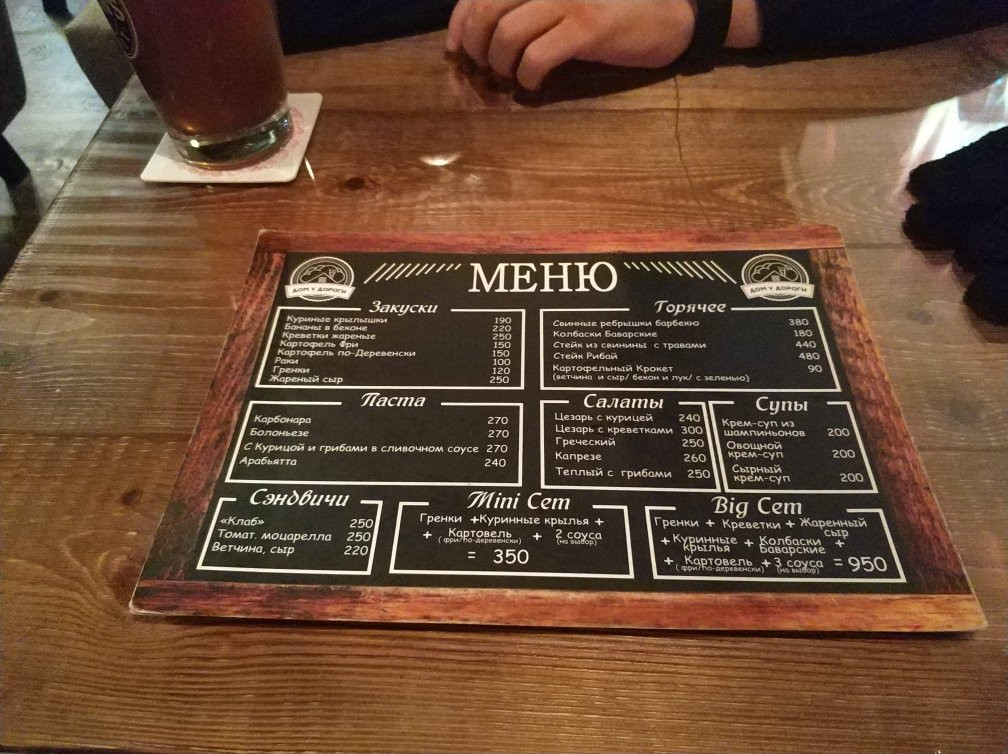 МЕНЮ
ДОМ У ДОРОГИ
ДОМ У ДОРОГИ
Закуски
Куриные крылышки 190
Бананы в беконе 220
Креветки жареные 250
Картофель Фри 150
Картофель по-Деревенски 150
Раки 100
Гренки 120
Жареный сыр 250
Горячее
Свинные ребрышки барбекю 380
Колбаски Баварские 180
Стейк из свинины с травами 440
Стейк Рибай 480
Картофельный Крокет 90
(ветчина и сыр/ бекон и лук/ с зеленью)
Паста
Карбонара 270
Болоньезе 270
С Курицой и грибами в сливочном соусе 270
Арабьятта 240
Салаты
Цезарь с курицей 240
Цезарь с креветками 300
Греческий 250
Капрезе 260
Теплый с грибами 250
Супы
Крем-суп из
шампиньонов 200
Овощной
крем-суп 200
Сырный
крем-суп 200
Сэндвичи
«Клаб» 250
Томат. моцарелла 250
Ветчина, сыр 220
Mini Сет
Гренки +Куринные крылья +
+ Картовель + 2 соуса
(фри/по-деревенски) (на выбор)
= 350
Big Сет
Гренки + Креветки + Жаренный
сыр
+ Куринные + Колбаски +
крылья Баварские
+ Картовель + 3 соуса = 950
(фри/по-деревенски) (на выбор)